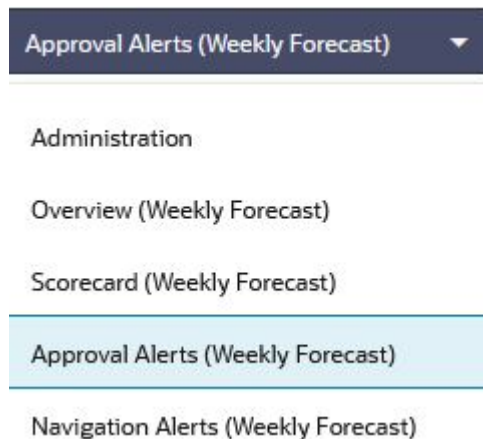 Approval Alerts (Weekly Forecast)
Administration
Overview (Weekly Forecast)
Scorecard (Weekly Forecast)
Approval Alerts (Weekly Forecast)
Navigation Alerts (Weekly Forecast)